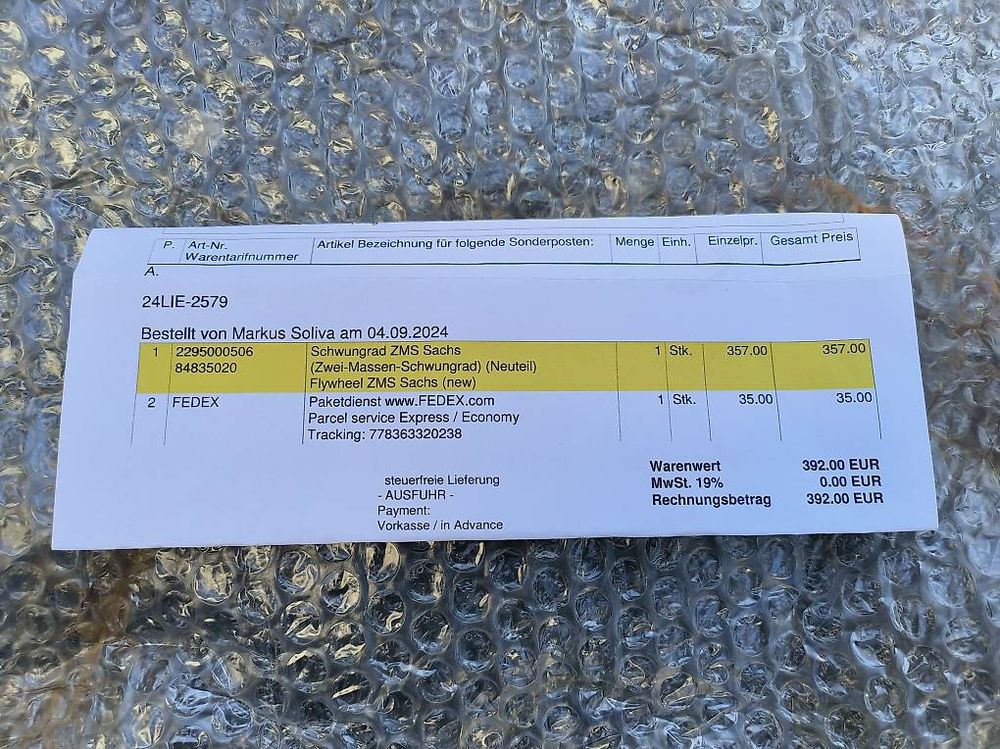 P. Art-Nr. Artikel Bezeichnung für folgende Sonderposten: Menge Einh. Einzelpr. Gesamt Preis
Warentarifnummer
A.
24LIE-2579
Bestellt von Markus Soliva am 04.09.2024
1 2295000506 Schwungrad ZMS Sachs 1 Stk. 357.00 357.00
84835020 (Zwei-Massen-Schwungrad) (Neuteil)
Flywheel ZMS Sachs (new)
2 FEDEX Paketdienst www.FEDEX.com 1 Stk. 35.00 35.00
Parcel service Express / Economy
Tracking: 778363320238
Warenwert 392.00 EUR
steuerfreie Lieferung MwSt. 19% 0.00 EUR
- AUSFUHR - Rechnungsbetrag 392.00 EUR
Payment:
Vorkasse / in Advance